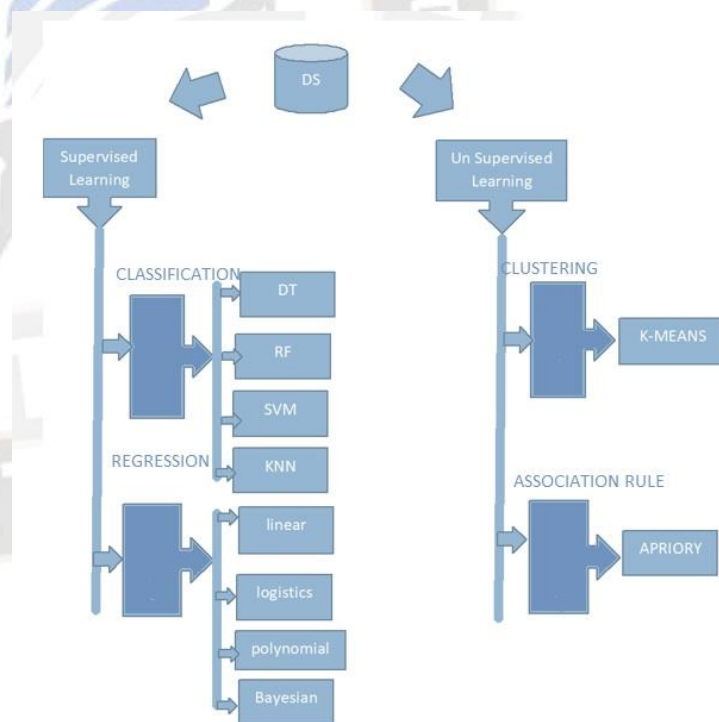 DS
Supervised
Learning
CLASSIFICATION
DT
RF
SVM
KNN
REGRESSION
linear
logistics
polynomial
Bayesian
Un Supervised
Learning
CLUSTERING
K-MEANS
ASSOCIATION RULE
APRIORY